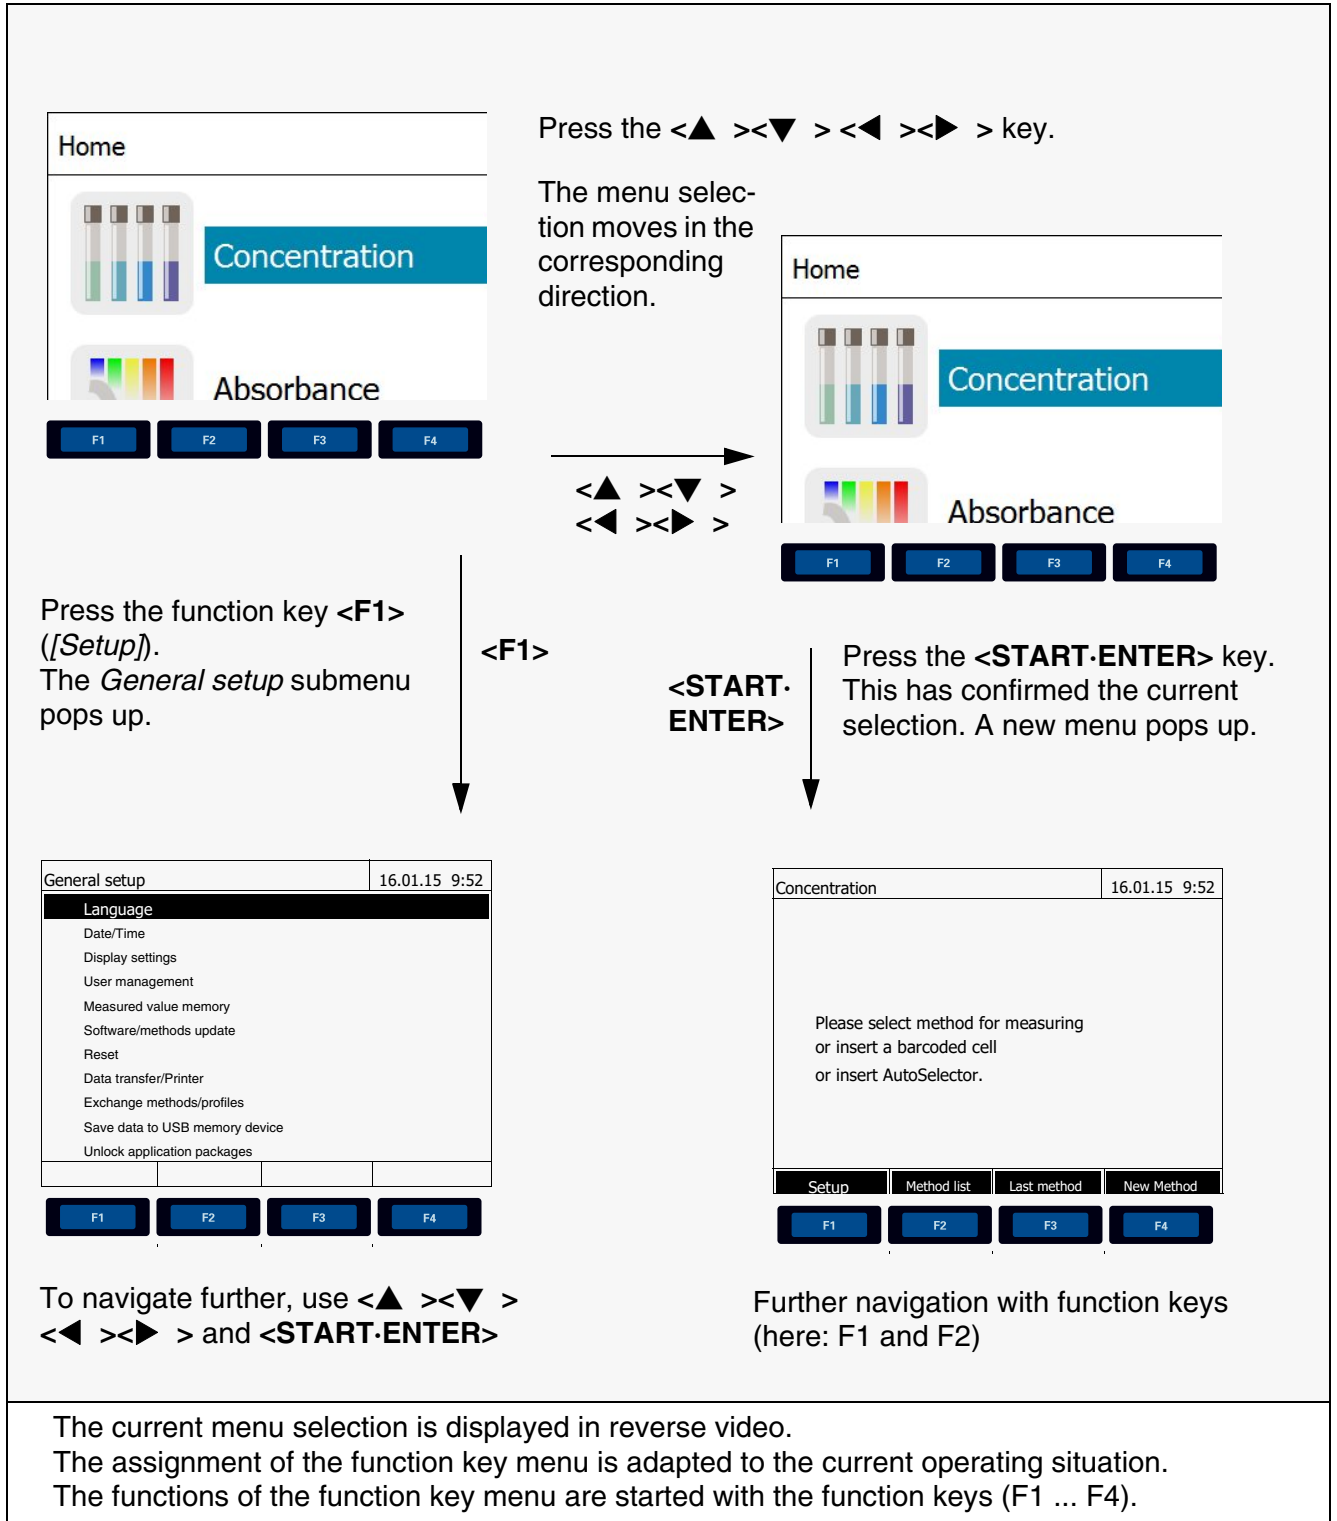 Home
Concentration
Absorbance
F1 F2 F3 F4
Press the <▲ ><▼ > <◀ ><▶ > key.
The menu selec-
tion moves in the
corresponding
direction.
<▲ ><▼ >
<◀ ><▶ >
Home
Concentration
Absorbance
F1 F2 F3 F4
Press the function key <F1>
([Setup]).
The General setup submenu
pops up.
<F1>
<START·
ENTER>
Press the <START·ENTER> key.
This has confirmed the current
selection. A new menu pops up.
General setup 16.01.15 9:52
Language
Date/Time
Display settings
User management
Measured value memory
Software/methods update
Reset
Data transfer/Printer
Exchange methods/profiles
Save data to USB memory device
Unlock application packages
F1 F2 F3 F4
To navigate further, use <▲ ><▼ >
<◀ ><▶ > and <START·ENTER>
Concentration 16.01.15 9:52
Please select method for measuring
or insert a barcoded cell
or insert AutoSelector.
Setup Method list Last method New Method
F1 F2 F3 F4
Further navigation with function keys
(here: F1 and F2)
The current menu selection is displayed in reverse video.
The assignment of the function key menu is adapted to the current operating situation.
The functions of the function key menu are started with the function keys (F1 ... F4).